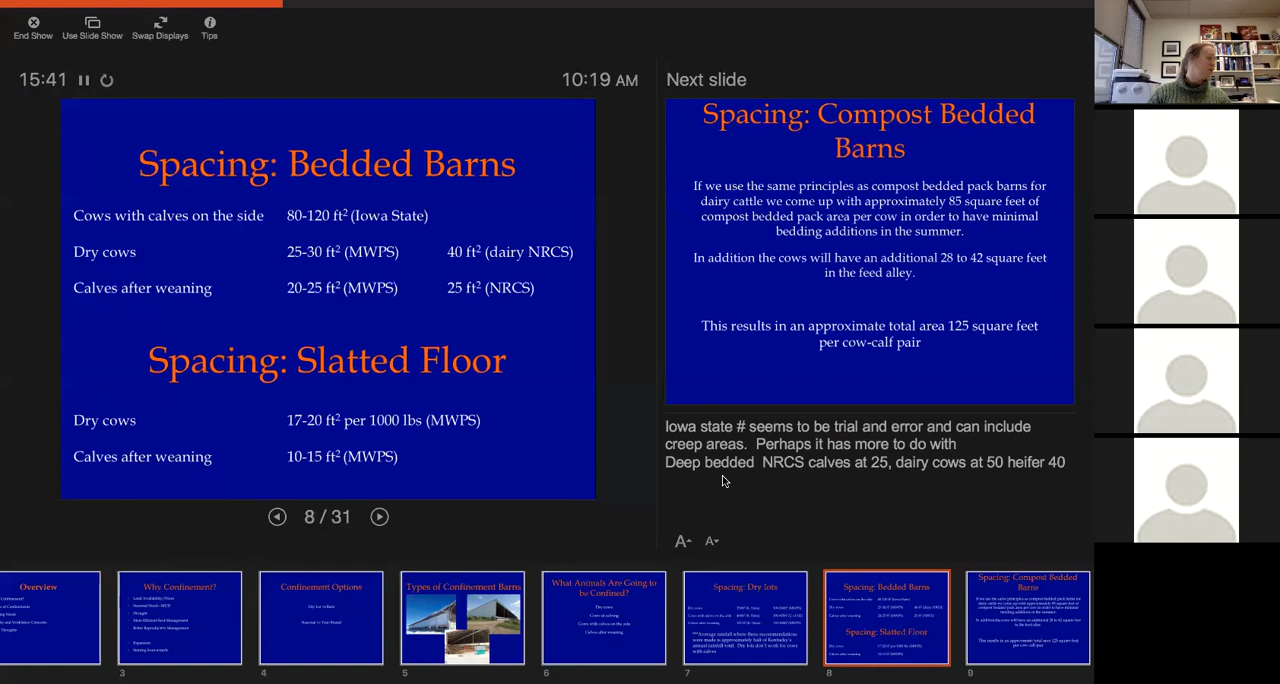 End Show
Use Slide Show
Swap Displays
Tips
15:41
10:19 AM
Next slide
Spacing: Bedded Barns
Cows with calves on the side 80-120 ft² (Iowa State)
Dry cows 25-30 ft² (MWPS) 40 ft² (dairy NRCS)
Calves after weaning 20-25 ft² (MWPS) 25 ft² (NRCS)
Spacing: Slatted Floor
Dry cows 17-20 ft² per 1000 lbs (MWPS)
Calves after weaning 10-15 ft² (MWPS)
8 / 31
Spacing: Compost Bedded
Barns
If we use the same principles as compost bedded pack barns for
dairy cattle we come up with approximately 85 square feet of
compost bedded pack area per cow in order to have minimal
bedding additions in the summer.
In addition the cows will have an additional 28 to 42 square feet
in the feed alley.
This results in an approximate total area 125 square feet
per cow-calf pair
Iowa state # seems to be trial and error and can include
creep areas. Perhaps it has more to do with
Deep bedded NRCS calves at 25, dairy cows at 50 heifer 40
A A
Overview
Why Confinement?
Confinement Options
Types of Confinement Barns
What Animals Are Going to
be Confined?
Dry cows
Cows with calves on the side
Calves after weaning
Spacing: Dry lots
Spacing: Bedded Barns
Spacing: Slatted Floor
Spacing: Compost Bedded
Barns
3
4
5
6
7
8
9